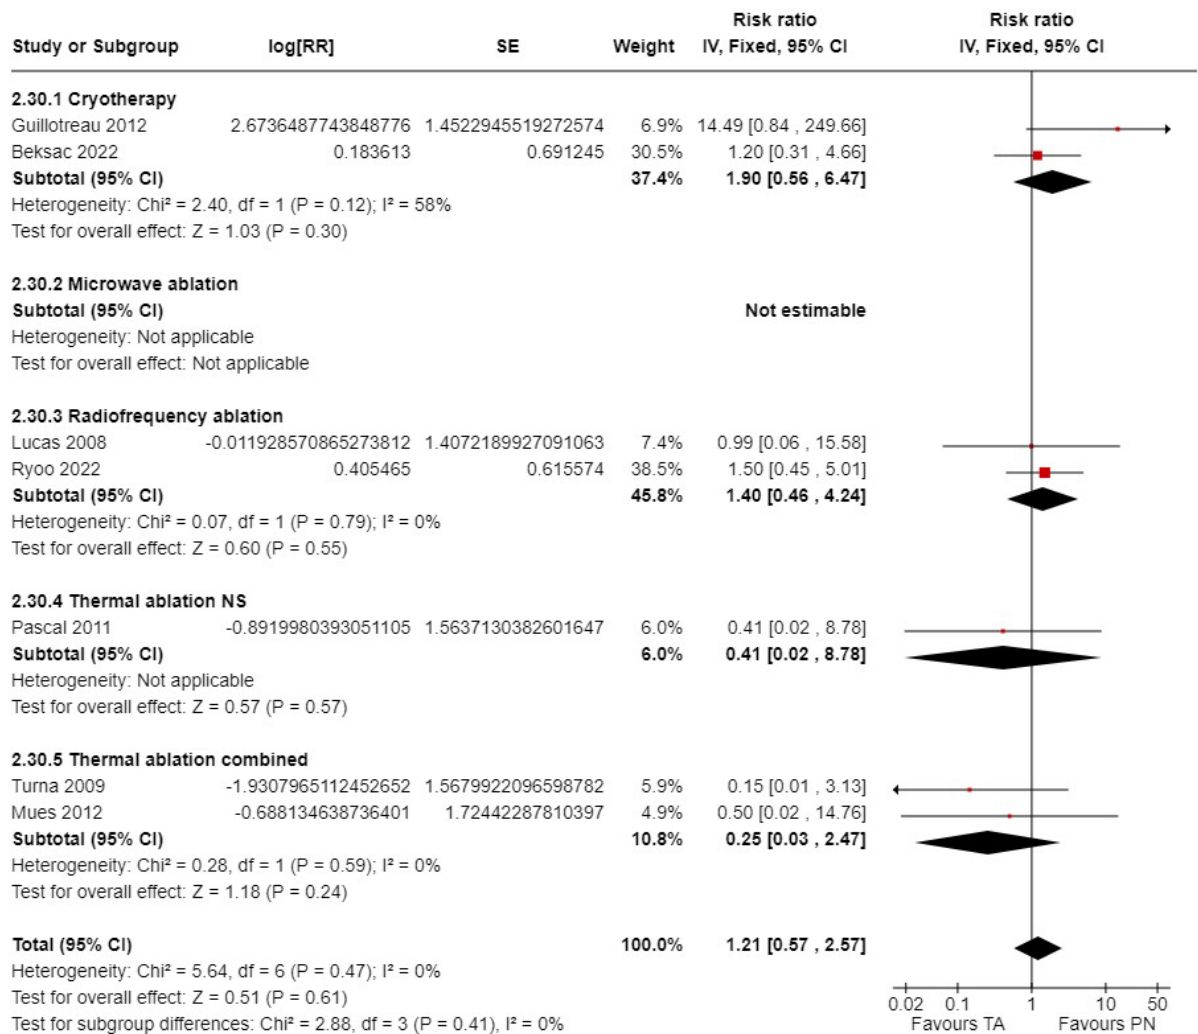 Risk ratio Risk ratio
Study or Subgroup log[RR] SE Weight IV, Fixed, 95% CI IV, Fixed, 95% CI
2.30.1 Cryotherapy
Guillotreau 2012 2.6736487743848776 1.4522945519272574 6.9% 14.49 [0.84 , 249.66]
Beksac 2022 0.183613 0.691245 30.5% 1.20 [0.31 , 4.66]
Subtotal (95% CI) 37.4% 1.90 [0.56 , 6.47]
Heterogeneity: Chi² = 2.40, df = 1 (P = 0.12); I² = 58%
Test for overall effect: Z = 1.03 (P = 0.30)
2.30.2 Microwave ablation
Subtotal (95% CI) Not estimable
Heterogeneity: Not applicable
Test for overall effect: Not applicable
2.30.3 Radiofrequency ablation
Lucas 2008 -0.011928570865273812 1.4072189927091063 7.4% 0.99 [0.06 , 15.58]
Ryoo 2022 0.405465 0.615574 38.5% 1.50 [0.45 , 5.01]
Subtotal (95% CI) 45.8% 1.40 [0.46 , 4.24]
Heterogeneity: Chi² = 0.07, df = 1 (P = 0.79); I² = 0%
Test for overall effect: Z = 0.60 (P = 0.55)
2.30.4 Thermal ablation NS
Pascal 2011 -0.8919980393051105 1.5637130382601647 6.0% 0.41 [0.02 , 8.78]
Subtotal (95% CI) 6.0% 0.41 [0.02 , 8.78]
Heterogeneity: Not applicable
Test for overall effect: Z = 0.57 (P = 0.57)
2.30.5 Thermal ablation combined
Turna 2009 -1.9307965112452652 1.5679922096598782 5.9% 0.15 [0.01 , 3.13]
Mues 2012 -0.688134638736401 1.72442287810397 4.9% 0.50 [0.02 , 14.76]
Subtotal (95% CI) 10.8% 0.25 [0.03 , 2.47]
Heterogeneity: Chi² = 0.28, df = 1 (P = 0.59); I² = 0%
Test for overall effect: Z = 1.18 (P = 0.24)
Total (95% CI) 100.0% 1.21 [0.57 , 2.57]
Heterogeneity: Chi² = 5.64, df = 6 (P = 0.47); I² = 0%
Test for overall effect: Z = 0.51 (P = 0.61)
Test for subgroup differences: Chi² = 2.88, df = 3 (P = 0.41), I² = 0%
0.02 0.1 1 10 50
Favours TA Favours PN